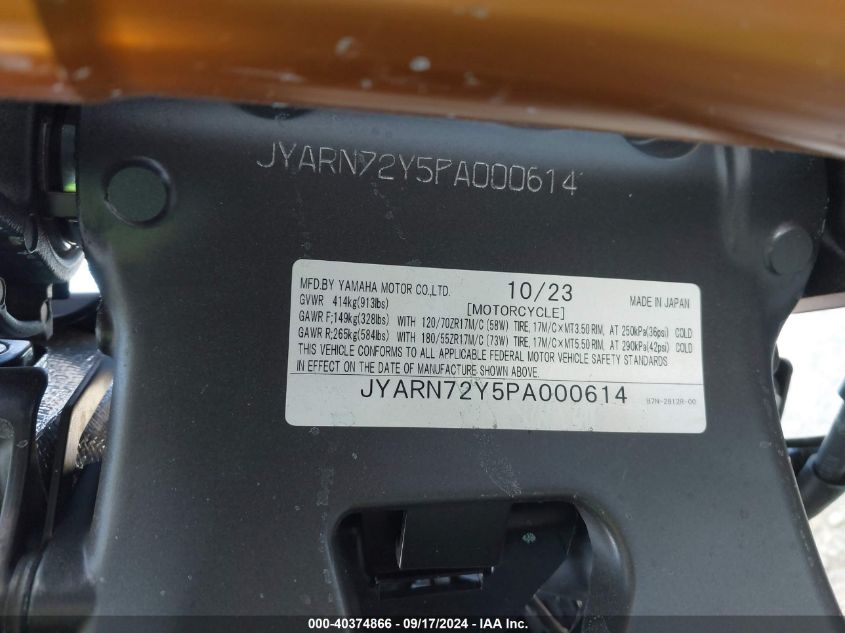 JYARN72Y5PA000614
MFD.BY YAMAHA MOTOR CO.,LTD. 10/23 MADE IN JAPAN
GVWR 414kg(913lbs) [MOTORCYCLE]
GAWR F;149kg(328lbs) WITH 120/70ZR17M/C (58W) TIRE, 17M/C×MT3.50 RIM, AT 250kPa(36psi) COLD
GAWR R;265kg(584lbs) WITH 180/55ZR17M/C (73W) TIRE, 17M/C×MT5.50 RIM, AT 290kPa(42psi) COLD
THIS VEHICLE CONFORMS TO ALL APPLICABLE FEDERAL MOTOR VEHICLE SAFETY STANDARDS
IN EFFECT ON THE DATE OF MANUFACTURE SHOWN ABOVE.
JYARN72Y5PA000614 B7N-2812R-00
000-40374866 - 09/17/2024 - IAA Inc.